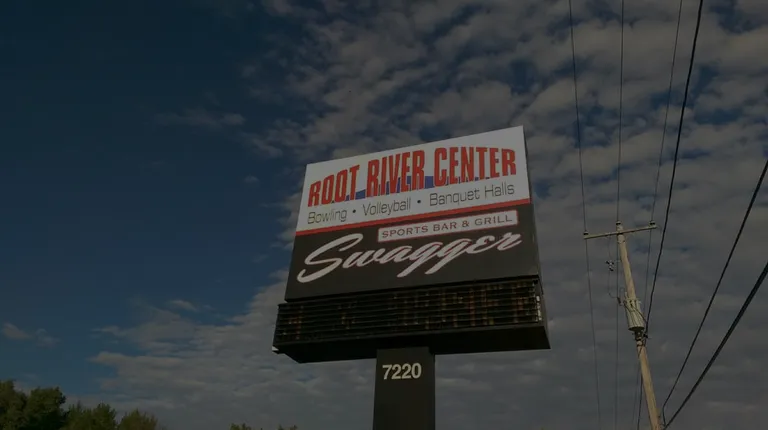 ROOT RIVER CENTER
Bowling • Volleyball • Banquet Halls
SPORTS BAR & GRILL
Swagger
7220